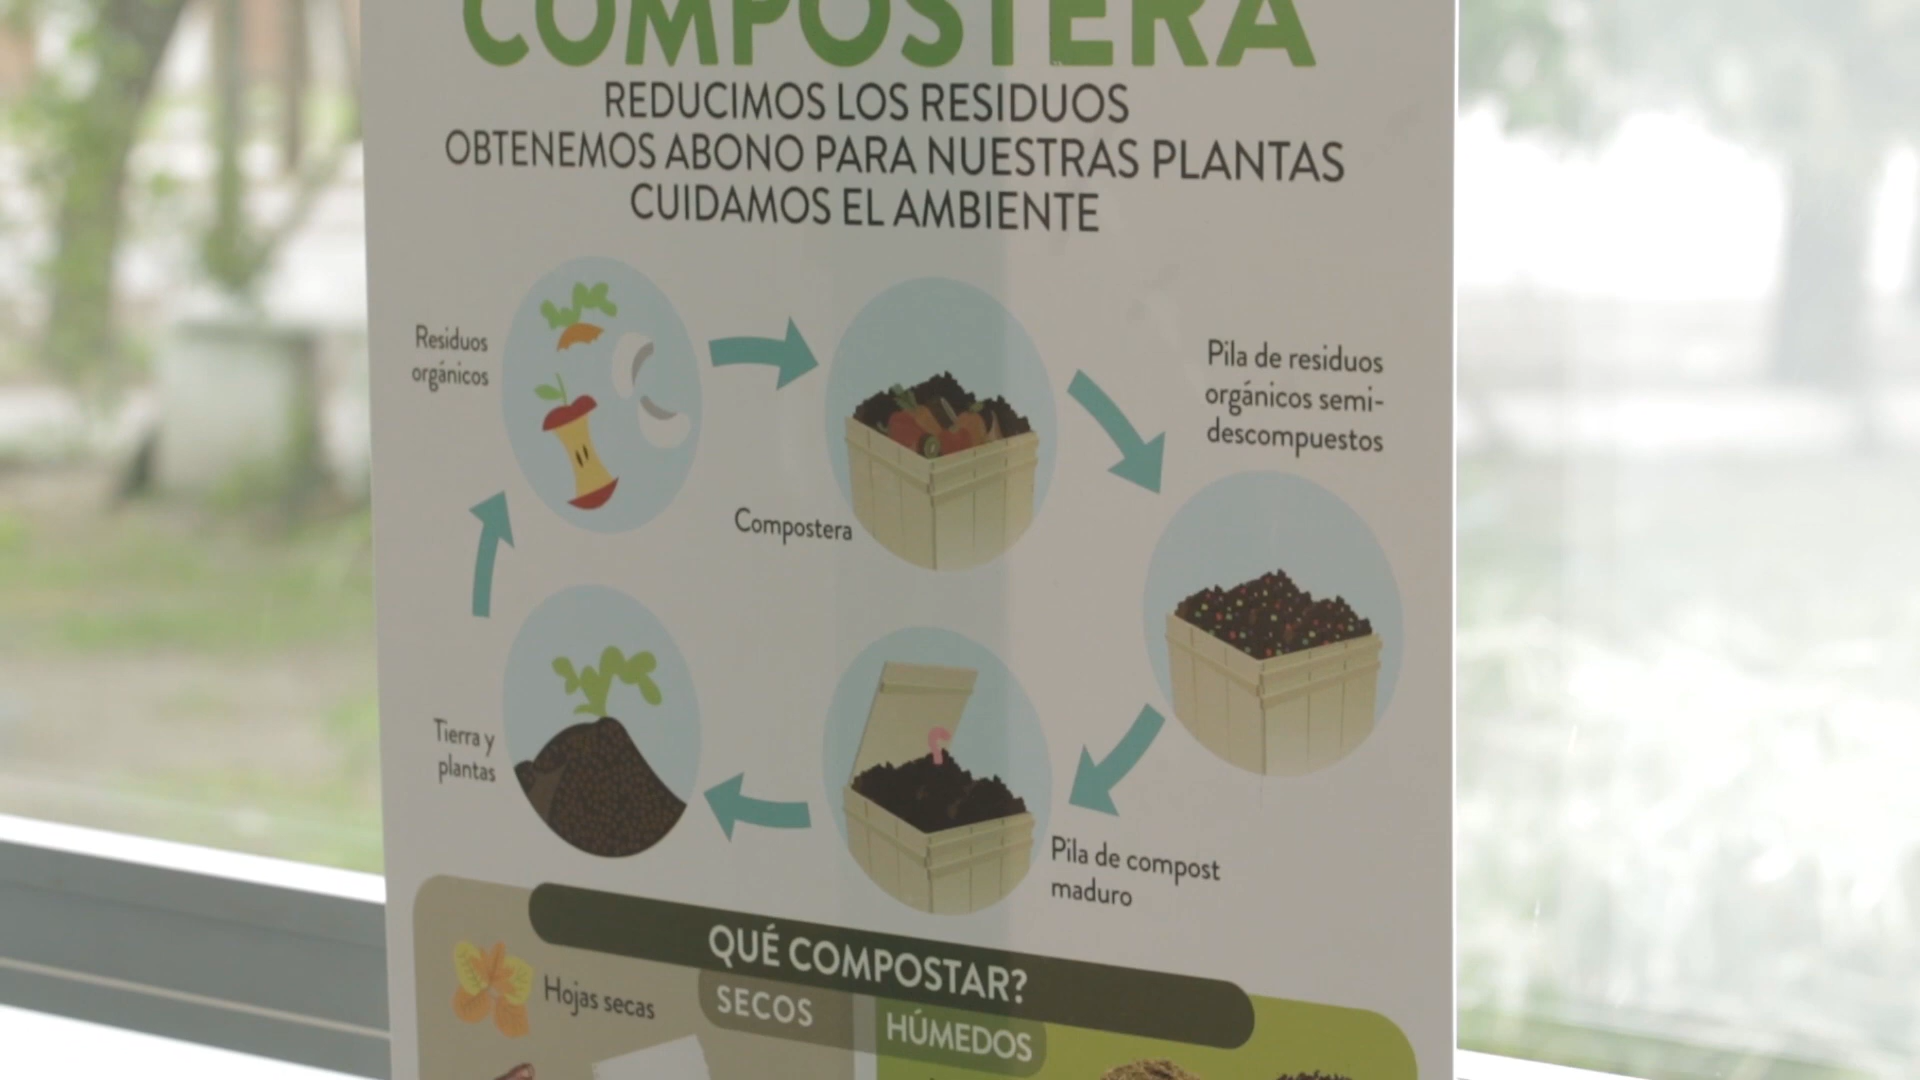 COMPOSTERA
REDUCIMOS LOS RESIDUOS
OBTENEMOS ABONO PARA NUESTRAS PLANTAS
CUIDAMOS EL AMBIENTE
Residuos
orgánicos
Compostera
Pila de residuos
orgánicos semi-
descompuestos
Pila de compost
maduro
Tierra y
plantas
QUÉ COMPOSTAR?
Hojas secas
SECOS
HÚMEDOS